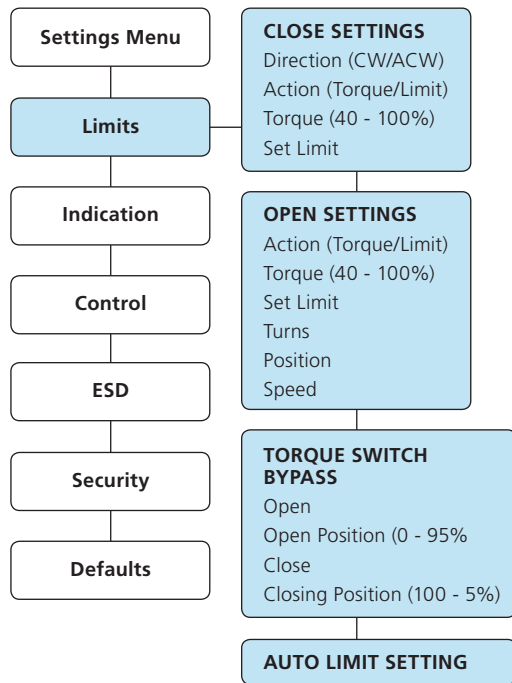 Settings Menu
Limits
Indication
Control
ESD
Security
Defaults
CLOSE SETTINGS
Direction (CW/ACW)
Action (Torque/Limit)
Torque (40 - 100%)
Set Limit
OPEN SETTINGS
Action (Torque/Limit)
Torque (40 - 100%)
Set Limit
Turns
Position
Speed
TORQUE SWITCH
BYPASS
Open
Open Position (0 - 95%
Close
Closing Position (100 - 5%)
AUTO LIMIT SETTING